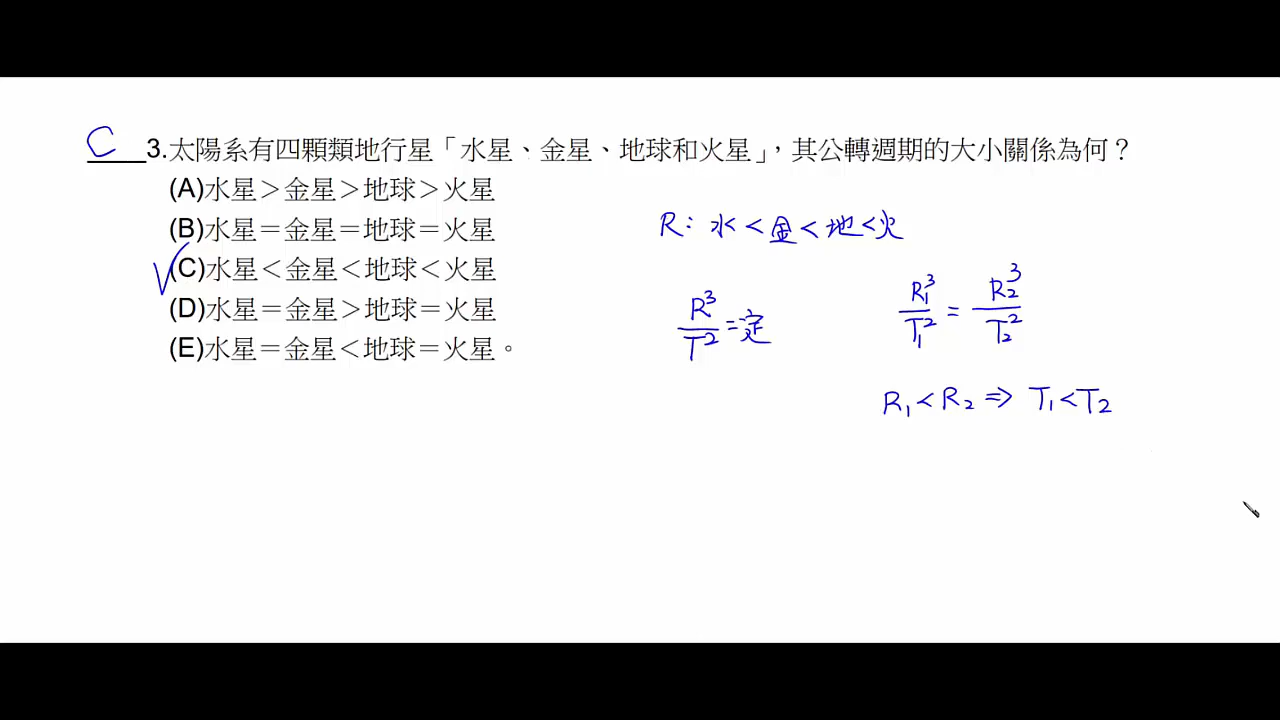 C 3.太陽系有四顆類地行星「水星、金星、地球和火星」，其公轉週期的大小關係為何？
(A)水星＞金星＞地球＞火星
(B)水星＝金星＝地球＝火星
(C)水星＜金星＜地球＜火星
(D)水星＝金星＞地球＝火星
(E)水星＝金星＜地球＝火星。
R: 水 < 金 < 地 < 火
R³/T² = 定
R₁³/T₁² = R₂³/T₂²
R₁ < R₂ ⇒ T₁ < T₂